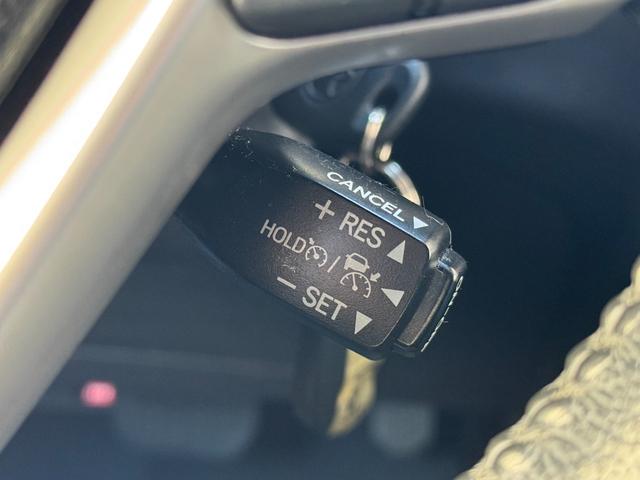 CANCEL
+ RES
HOLD /
- SET